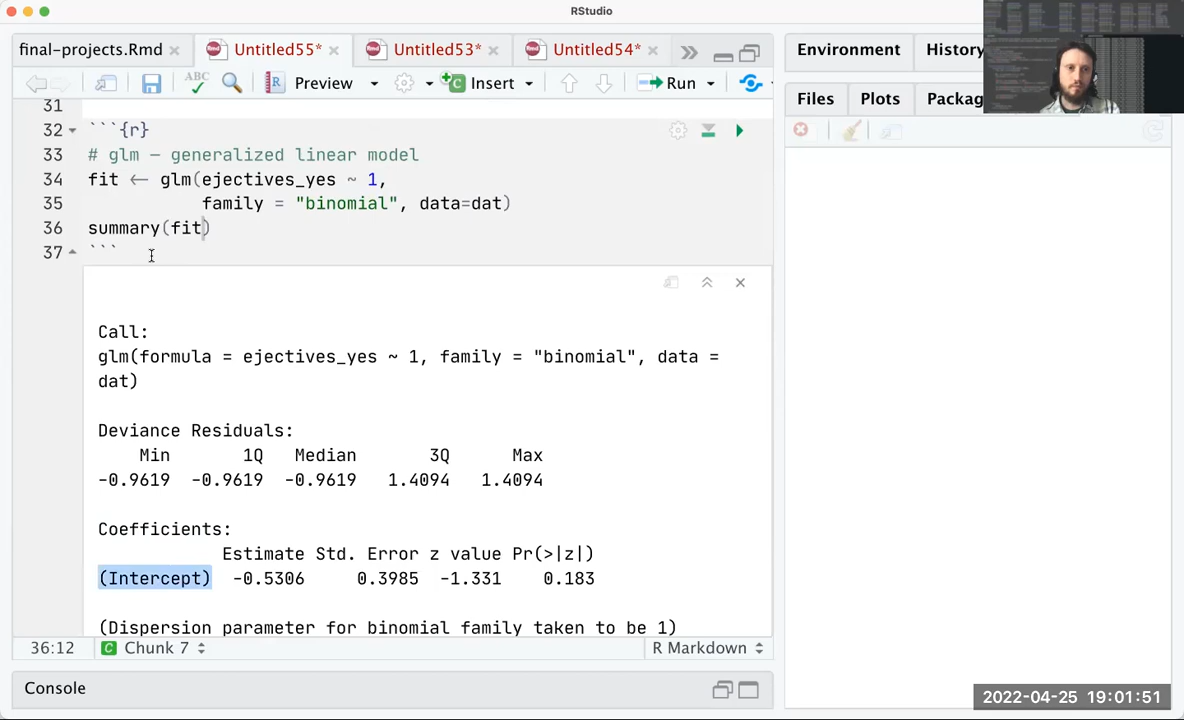 RStudio
final-projects.Rmd
Untitled55*
Untitled53*
Untitled54*
Environment
History
ABC
Preview
Insert
Run
Files
Plots
Packag
31
32 ```{r}
33 # glm – generalized linear model
34 fit <- glm(ejectives_yes ~ 1,
35 family = "binomial", data=dat)
36 summary(fit)
37 ```
Call:
glm(formula = ejectives_yes ~ 1, family = "binomial", data =
dat)
Deviance Residuals:
Min 1Q Median 3Q Max
-0.9619 -0.9619 -0.9619 1.4094 1.4094
Coefficients:
Estimate Std. Error z value Pr(>|z|)
(Intercept) -0.5306 0.3985 -1.331 0.183
(Dispersion parameter for binomial family taken to be 1)
36:12 C Chunk 7 R Markdown
Console
2022-04-25 19:01:51